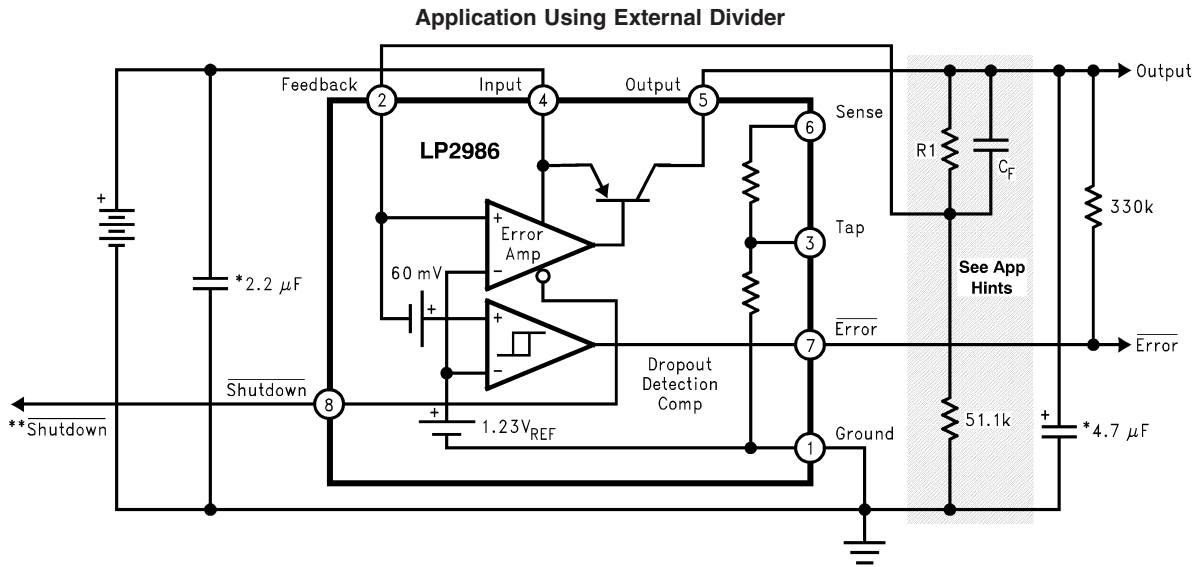 Application Using External Divider
Feedback
Input
Output
2
4
5
Output
Sense
6
LP2986
R1
C_F
330k
+
Error
Amp
−
+
Tap
3
60 mV
*2.2 μF
See App
Hints
+
+
−
Error
7
Error
Dropout
Detection
Comp
Shutdown
8
**Shutdown
+
1.23V_REF
Ground
1
51.1k
+
*4.7 μF